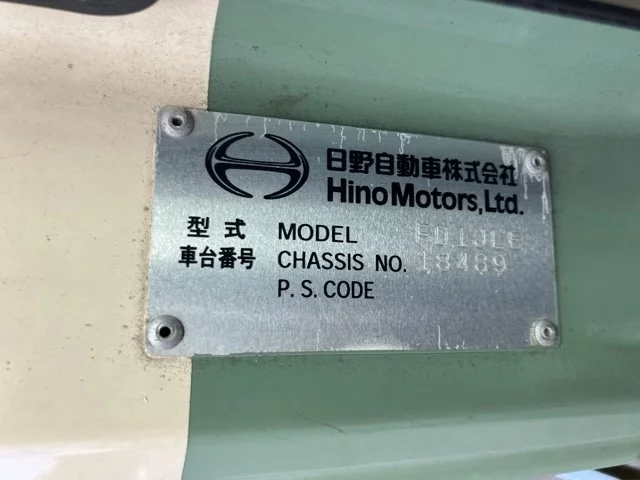 日野自動車株式会社
Hino Motors, Ltd.
型式 MODEL FD1JEE
車台番号 CHASSIS NO. 18489
P. S. CODE